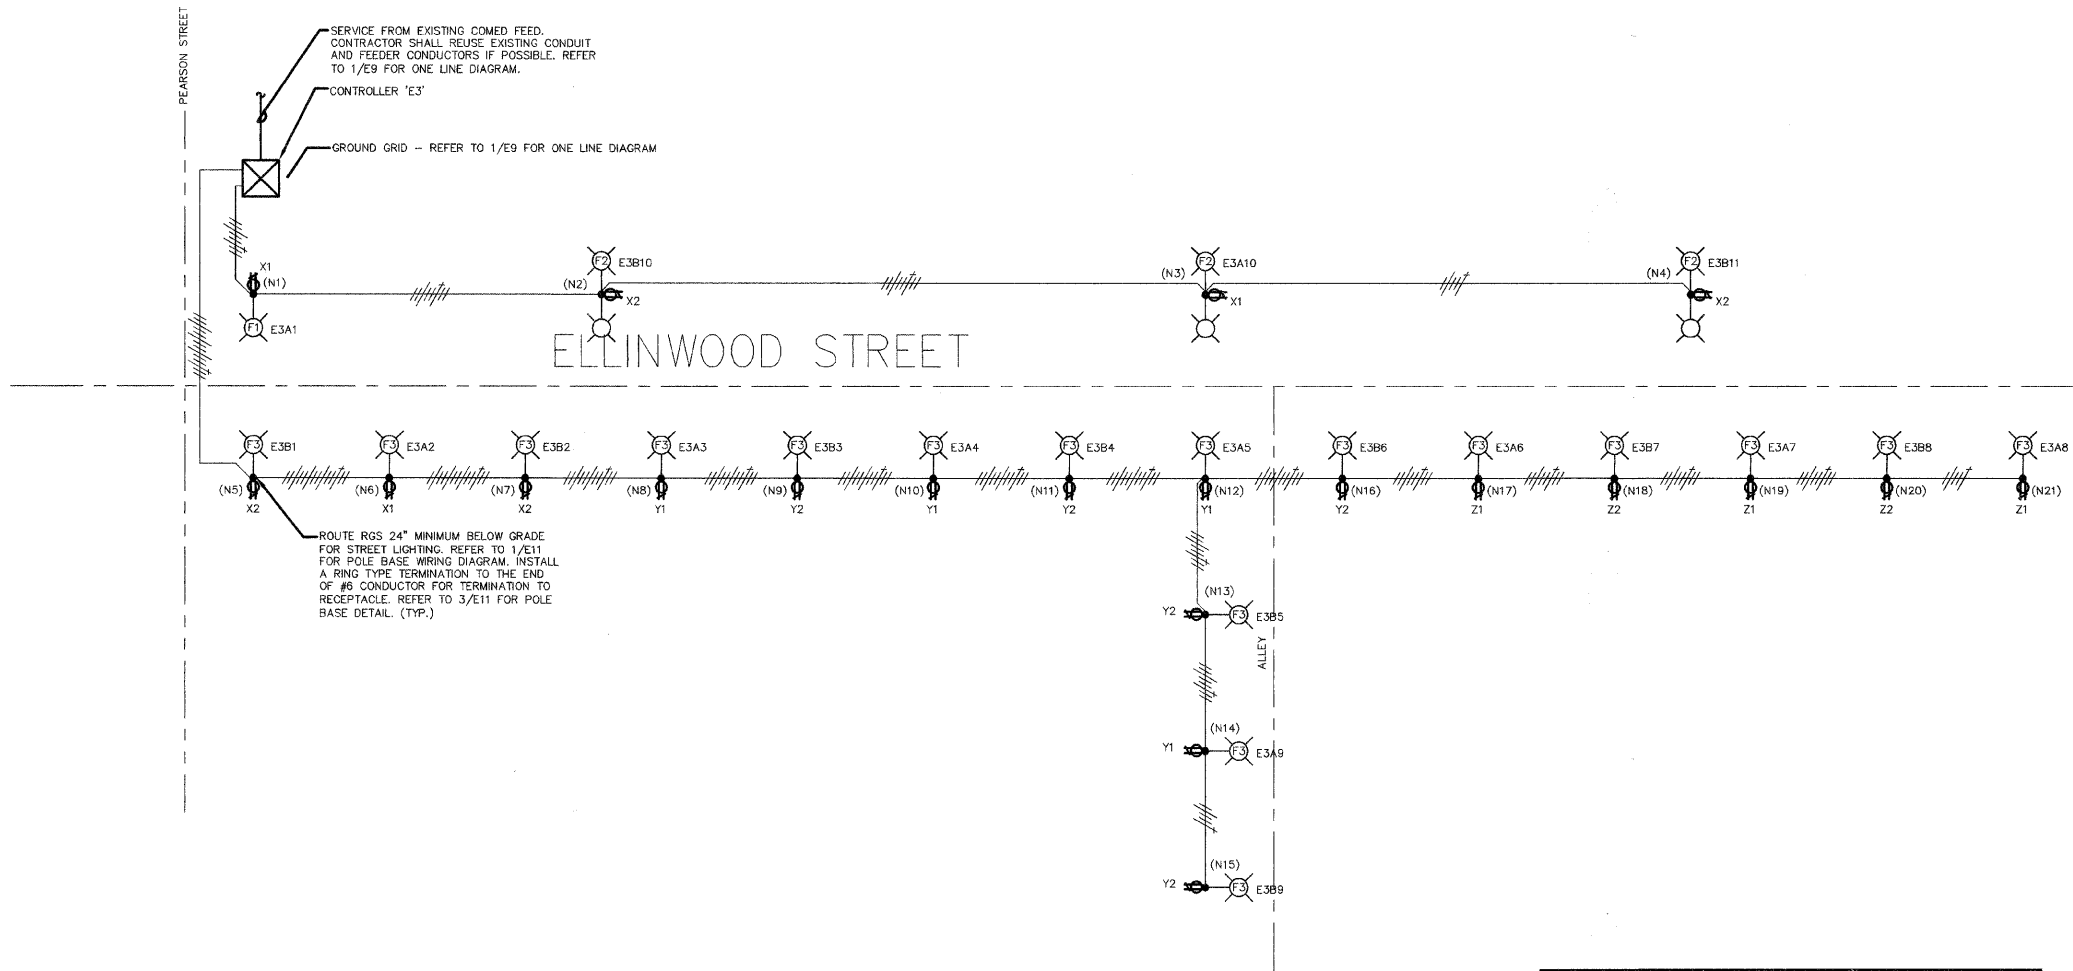 PEARSON STREET
SERVICE FROM EXISTING COMED FEED.
CONTRACTOR SHALL REUSE EXISTING CONDUIT
AND FEEDER CONDUCTORS IF POSSIBLE. REFER
TO 1/E9 FOR ONE LINE DIAGRAM.
CONTROLLER 'E3'
GROUND GRID – REFER TO 1/E9 FOR ONE LINE DIAGRAM
X1
(N1)
F1
E3A1
F2
E3B10
(N2)
X2
F2
E3A10
(N3)
X1
F2
E3B11
(N4)
X2
ELLINWOOD STREET
F3 E3B1
F3 E3A2
F3 E3B2
F3 E3A3
F3 E3B3
F3 E3A4
F3 E3B4
F3 E3A5
F3 E3B6
F3 E3A6
F3 E3B7
F3 E3A7
F3 E3B8
F3 E3A8
(N5) (N6) (N7) (N8) (N9) (N10) (N11) (N12) (N16) (N17) (N18) (N19) (N20) (N21)
X2 X1 X2 Y1 Y2 Y1 Y2 Y1 Y2 Z1 Z2 Z1 Z2 Z1
ROUTE RGS 24" MINIMUM BELOW GRADE
FOR STREET LIGHTING. REFER TO 1/E11
FOR POLE BASE WIRING DIAGRAM. INSTALL
A RING TYPE TERMINATION TO THE END
OF #6 CONDUCTOR FOR TERMINATION TO
RECEPTACLE. REFER TO 3/E11 FOR POLE
BASE DETAIL. (TYP.)
(N13)
Y2 F3 E3B5
ALLEY
(N14)
Y1 F3 E3A9
(N15)
Y2 F3 E3B9